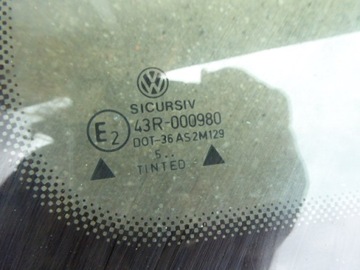 SICURSIV
E2 43R-000980
DOT-36 AS2M129
5..
TINTED